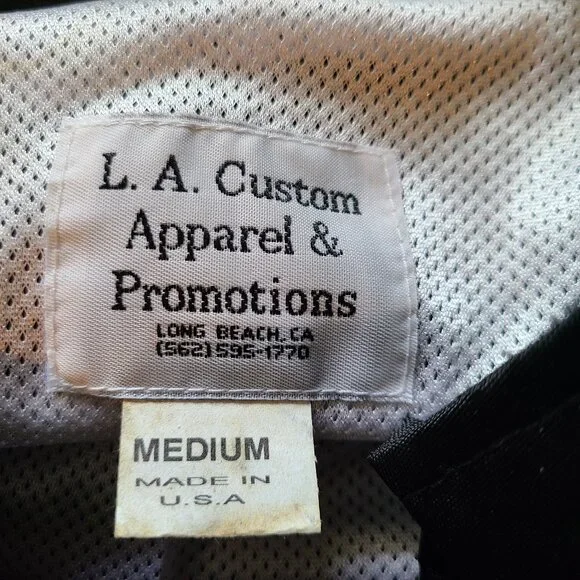 L. A. Custom
Apparel &
Promotions
LONG BEACH, CA
(562) 595-1770
MEDIUM
MADE IN
U.S.A